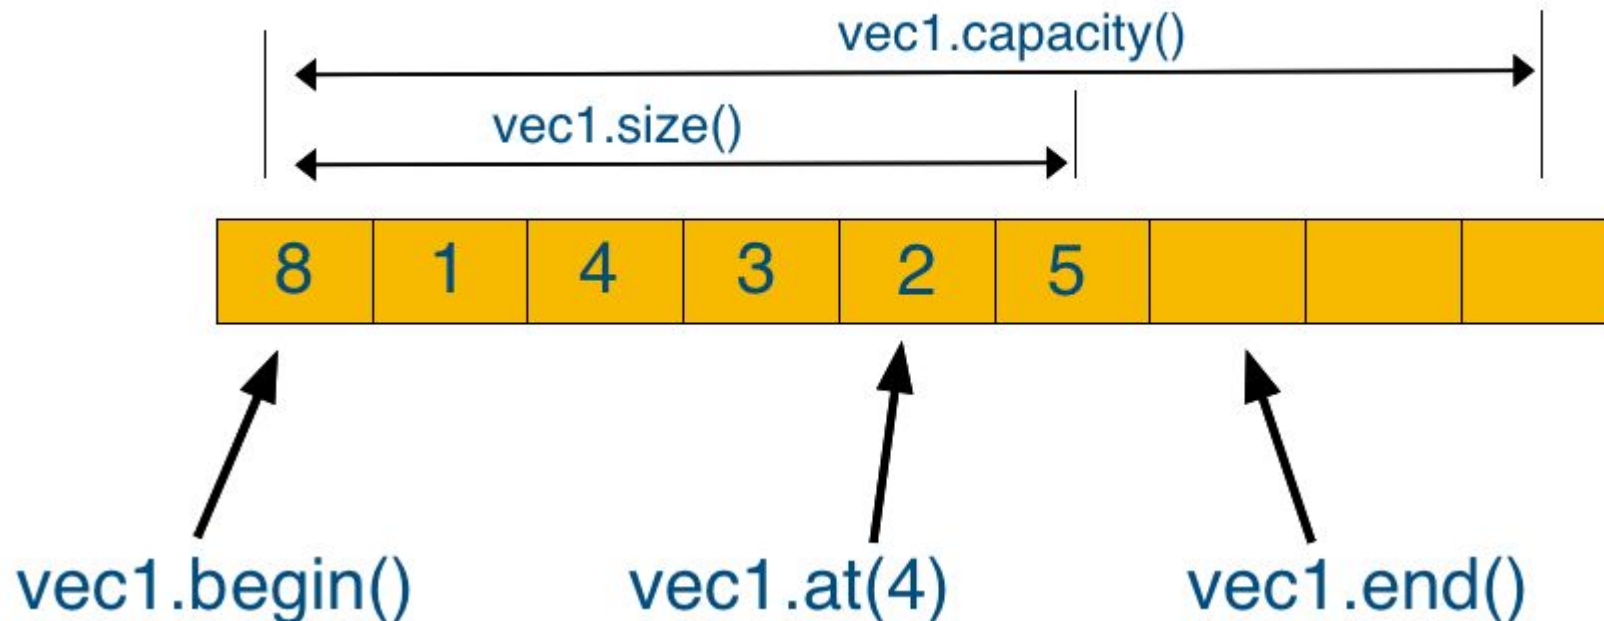 vec1.capacity()
vec1.size()
8 1 4 3 2 5
vec1.begin() vec1.at(4) vec1.end()